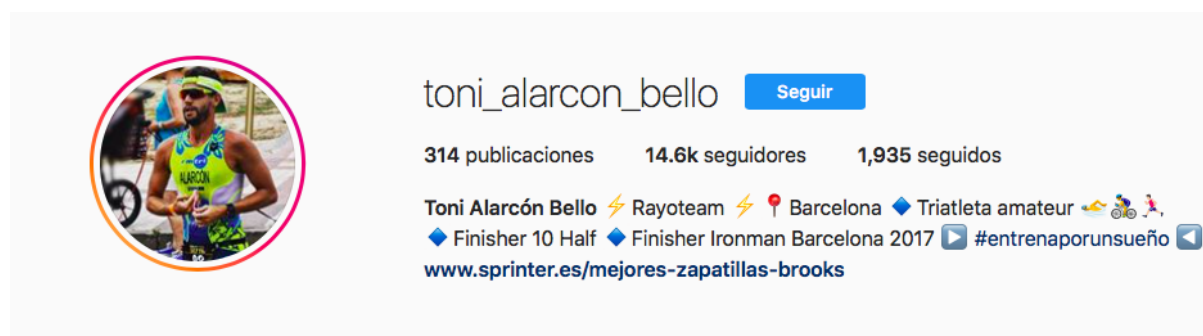 toni_alarcon_bello Seguir
314 publicaciones 14.6k seguidores 1,935 seguidos
Toni Alarcón Bello ⚡ Rayoteam ⚡ 📍 Barcelona 🔹 Triatleta amateur 🏊 🚴 🏃
🔹 Finisher 10 Half 🔹 Finisher Ironman Barcelona 2017 ▶️ #entrenaporunsueño ◀️
www.sprinter.es/mejores-zapatillas-brooks
ALARCON